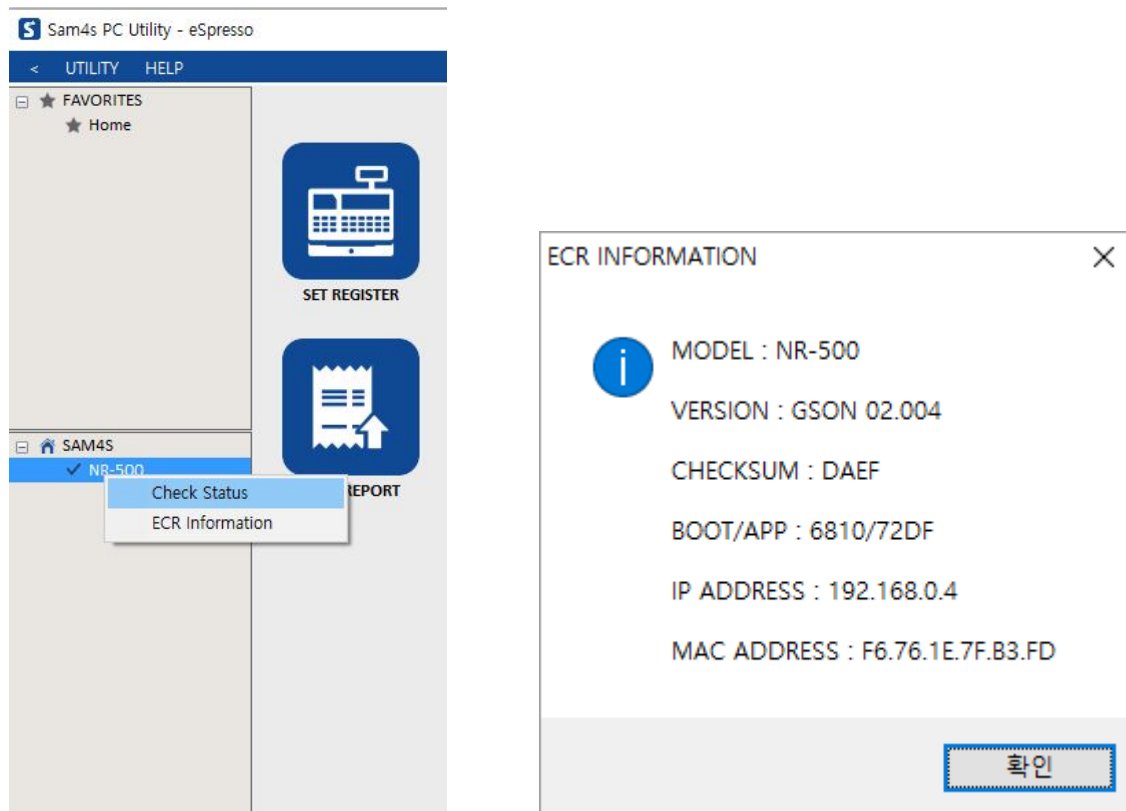 Sam4s PC Utility - eSpresso
< UTILITY HELP
FAVORITES
Home
SET REGISTER
SAM4S
NR-500
Check Status
ECR Information
REPORT
ECR INFORMATION
MODEL : NR-500
VERSION : GSON 02.004
CHECKSUM : DAEF
BOOT/APP : 6810/72DF
IP ADDRESS : 192.168.0.4
MAC ADDRESS : F6.76.1E.7F.B3.FD
확인